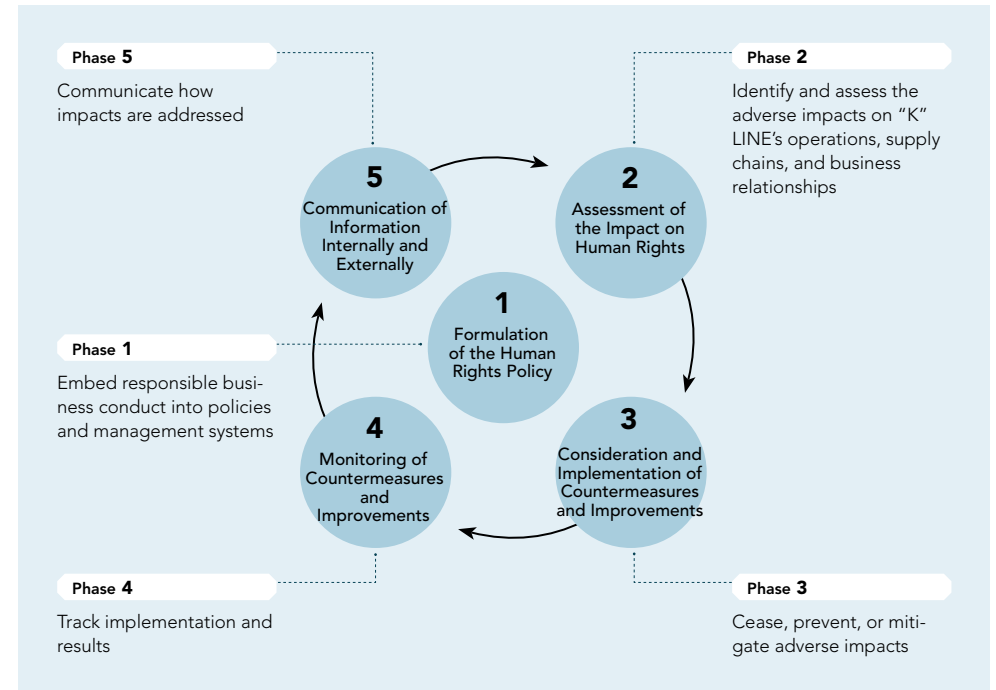 Phase 5
Communicate how
impacts are addressed
Phase 2
Identify and assess the
adverse impacts on “K”
LINE’s operations, supply
chains, and business
relationships
5
Communication of
Information
Internally and
Externally
2
Assessment of
the Impact on
Human Rights
1
Formulation
of the Human
Rights Policy
Phase 1
Embed responsible busi-
ness conduct into policies
and management systems
4
Monitoring of
Countermeasures
and
Improvements
3
Consideration and
Implementation of
Countermeasures
and Improvements
Phase 4
Track implementation and
results
Phase 3
Cease, prevent, or miti-
gate adverse impacts